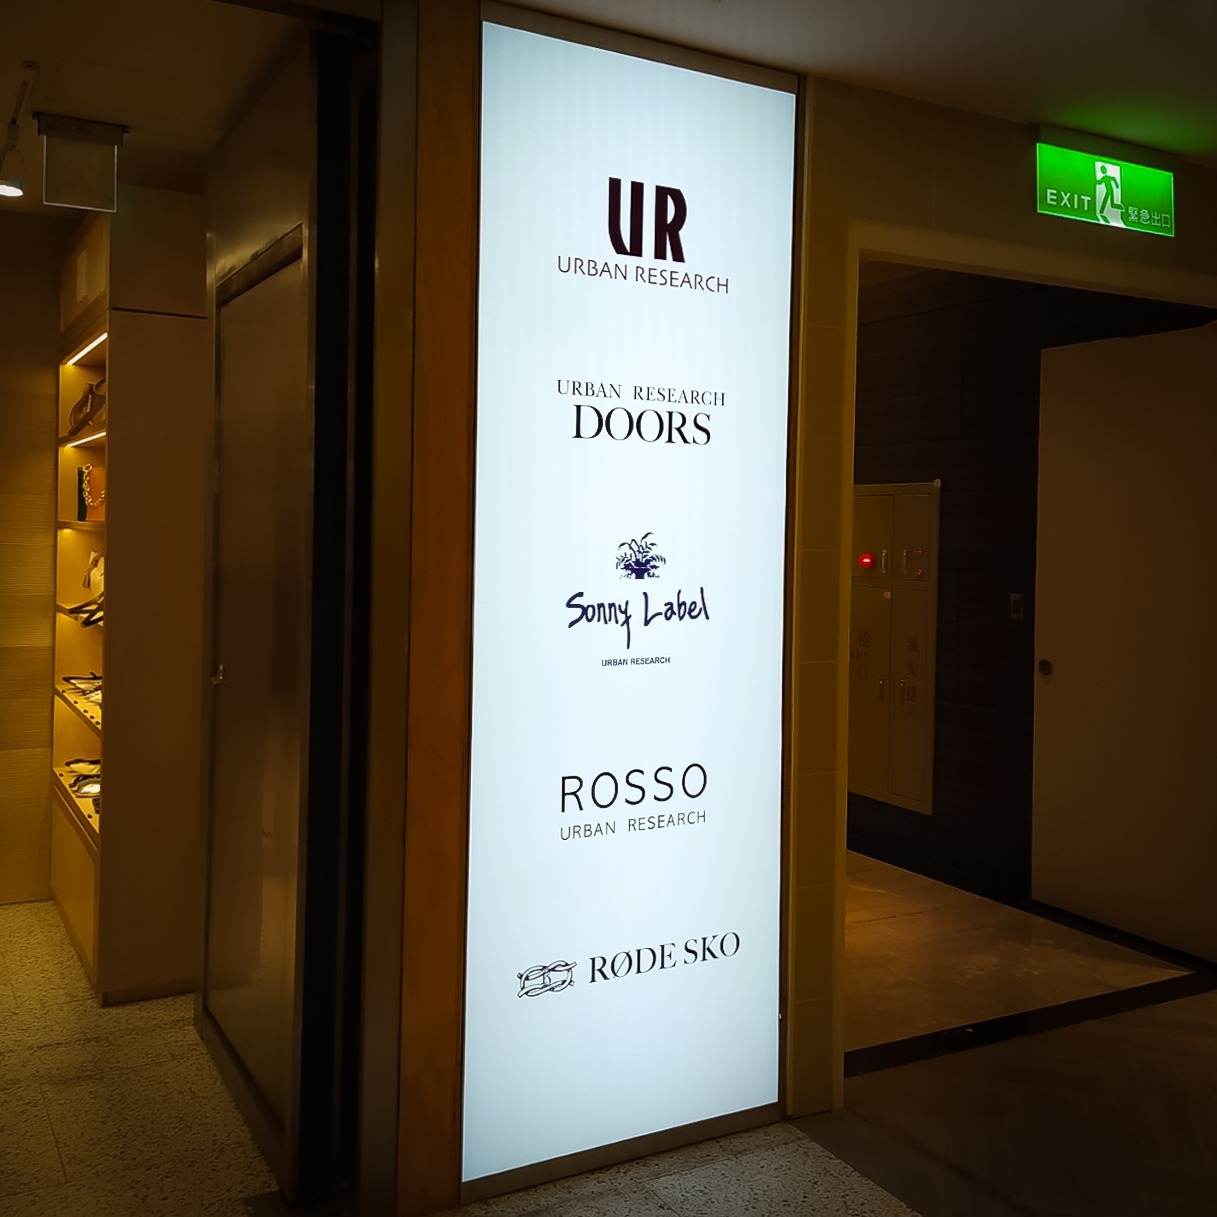 UR
URBAN RESEARCH
URBAN RESEARCH
DOORS
Sonny Label
URBAN RESEARCH
ROSSO
URBAN RESEARCH
RØDE SKO
EXIT 緊急出口